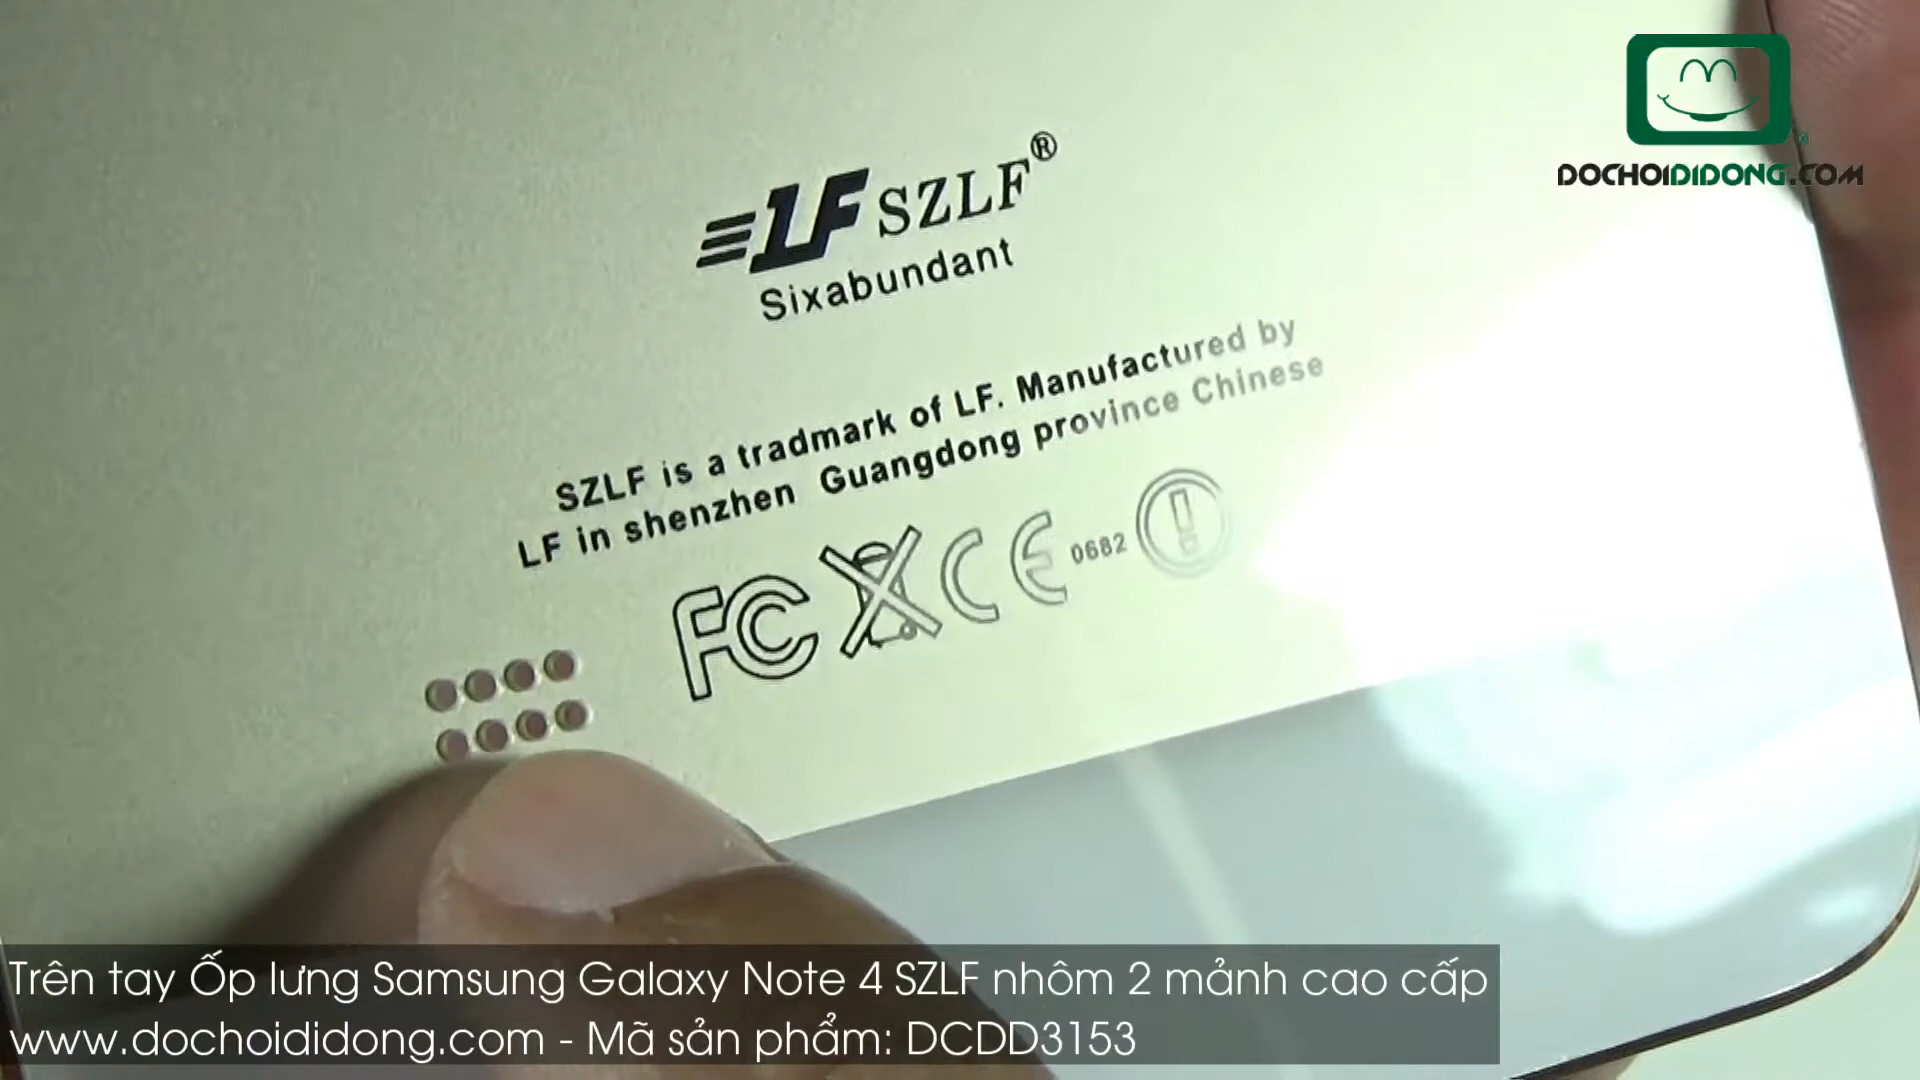 DOCHOIDIDONG.COM
LF SZLF®
Sixabundant
SZLF is a tradmark of LF. Manufactured by
LF in shenzhen Guangdong province Chinese
FC CE 0682
Trên tay Ốp lưng Samsung Galaxy Note 4 SZLF nhôm 2 mảnh cao cấp
www.dochoididong.com - Mã sản phẩm: DCDD3153